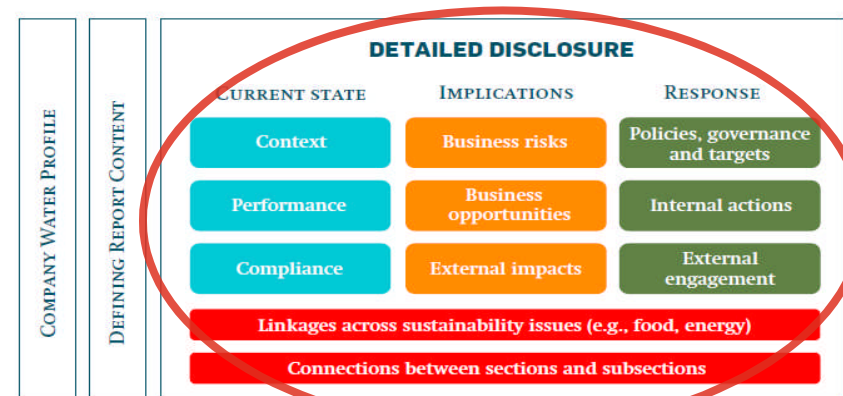 COMPANY WATER PROFILE
DEFINING REPORT CONTENT
DETAILED DISCLOSURE
CURRENT STATE
IMPLICATIONS
RESPONSE
Context
Business risks
Policies, governance
and targets
Performance
Business
opportunities
Internal actions
Compliance
External impacts
External
engagement
Linkages across sustainability issues (e.g., food, energy)
Connections between sections and subsections